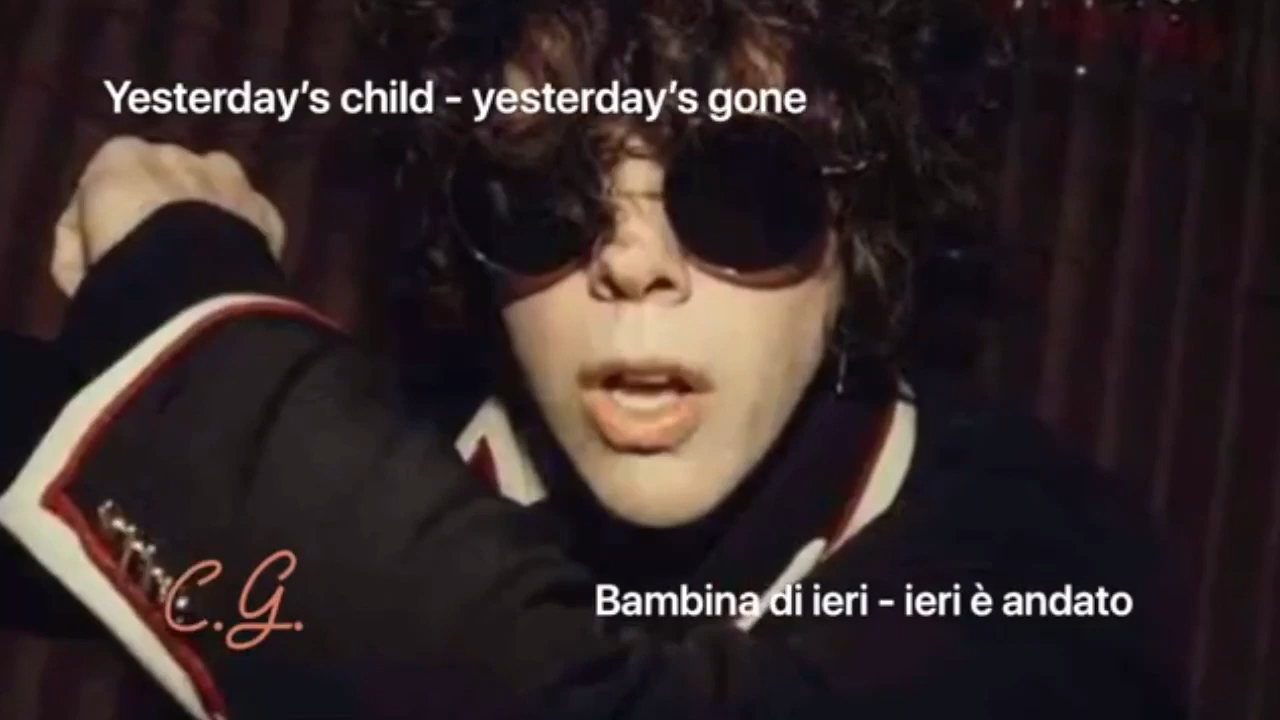 Yesterday's child - yesterday's gone
C.G.
Bambina di ieri - ieri è andato